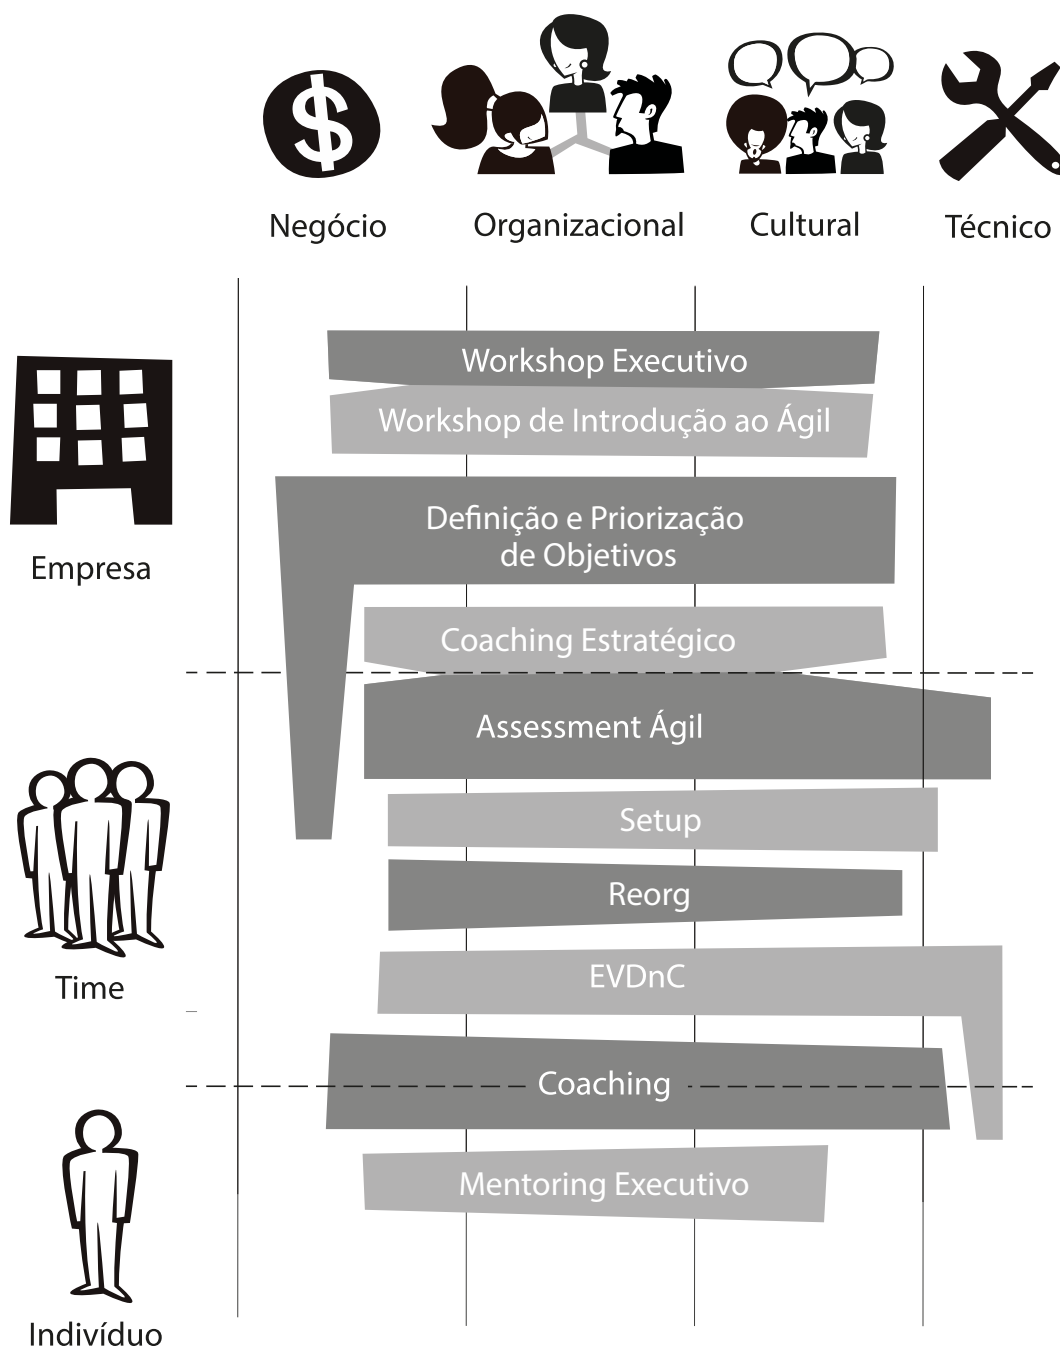 Negócio
Organizacional
Cultural
Técnico
Workshop Executivo
Workshop de Introdução ao Ágil
Definição e Priorização
de Objetivos
Empresa
Coaching Estratégico
Assessment Ágil
Setup
Reorg
EVDnC
Time
Coaching
Mentoring Executivo
Indivíduo